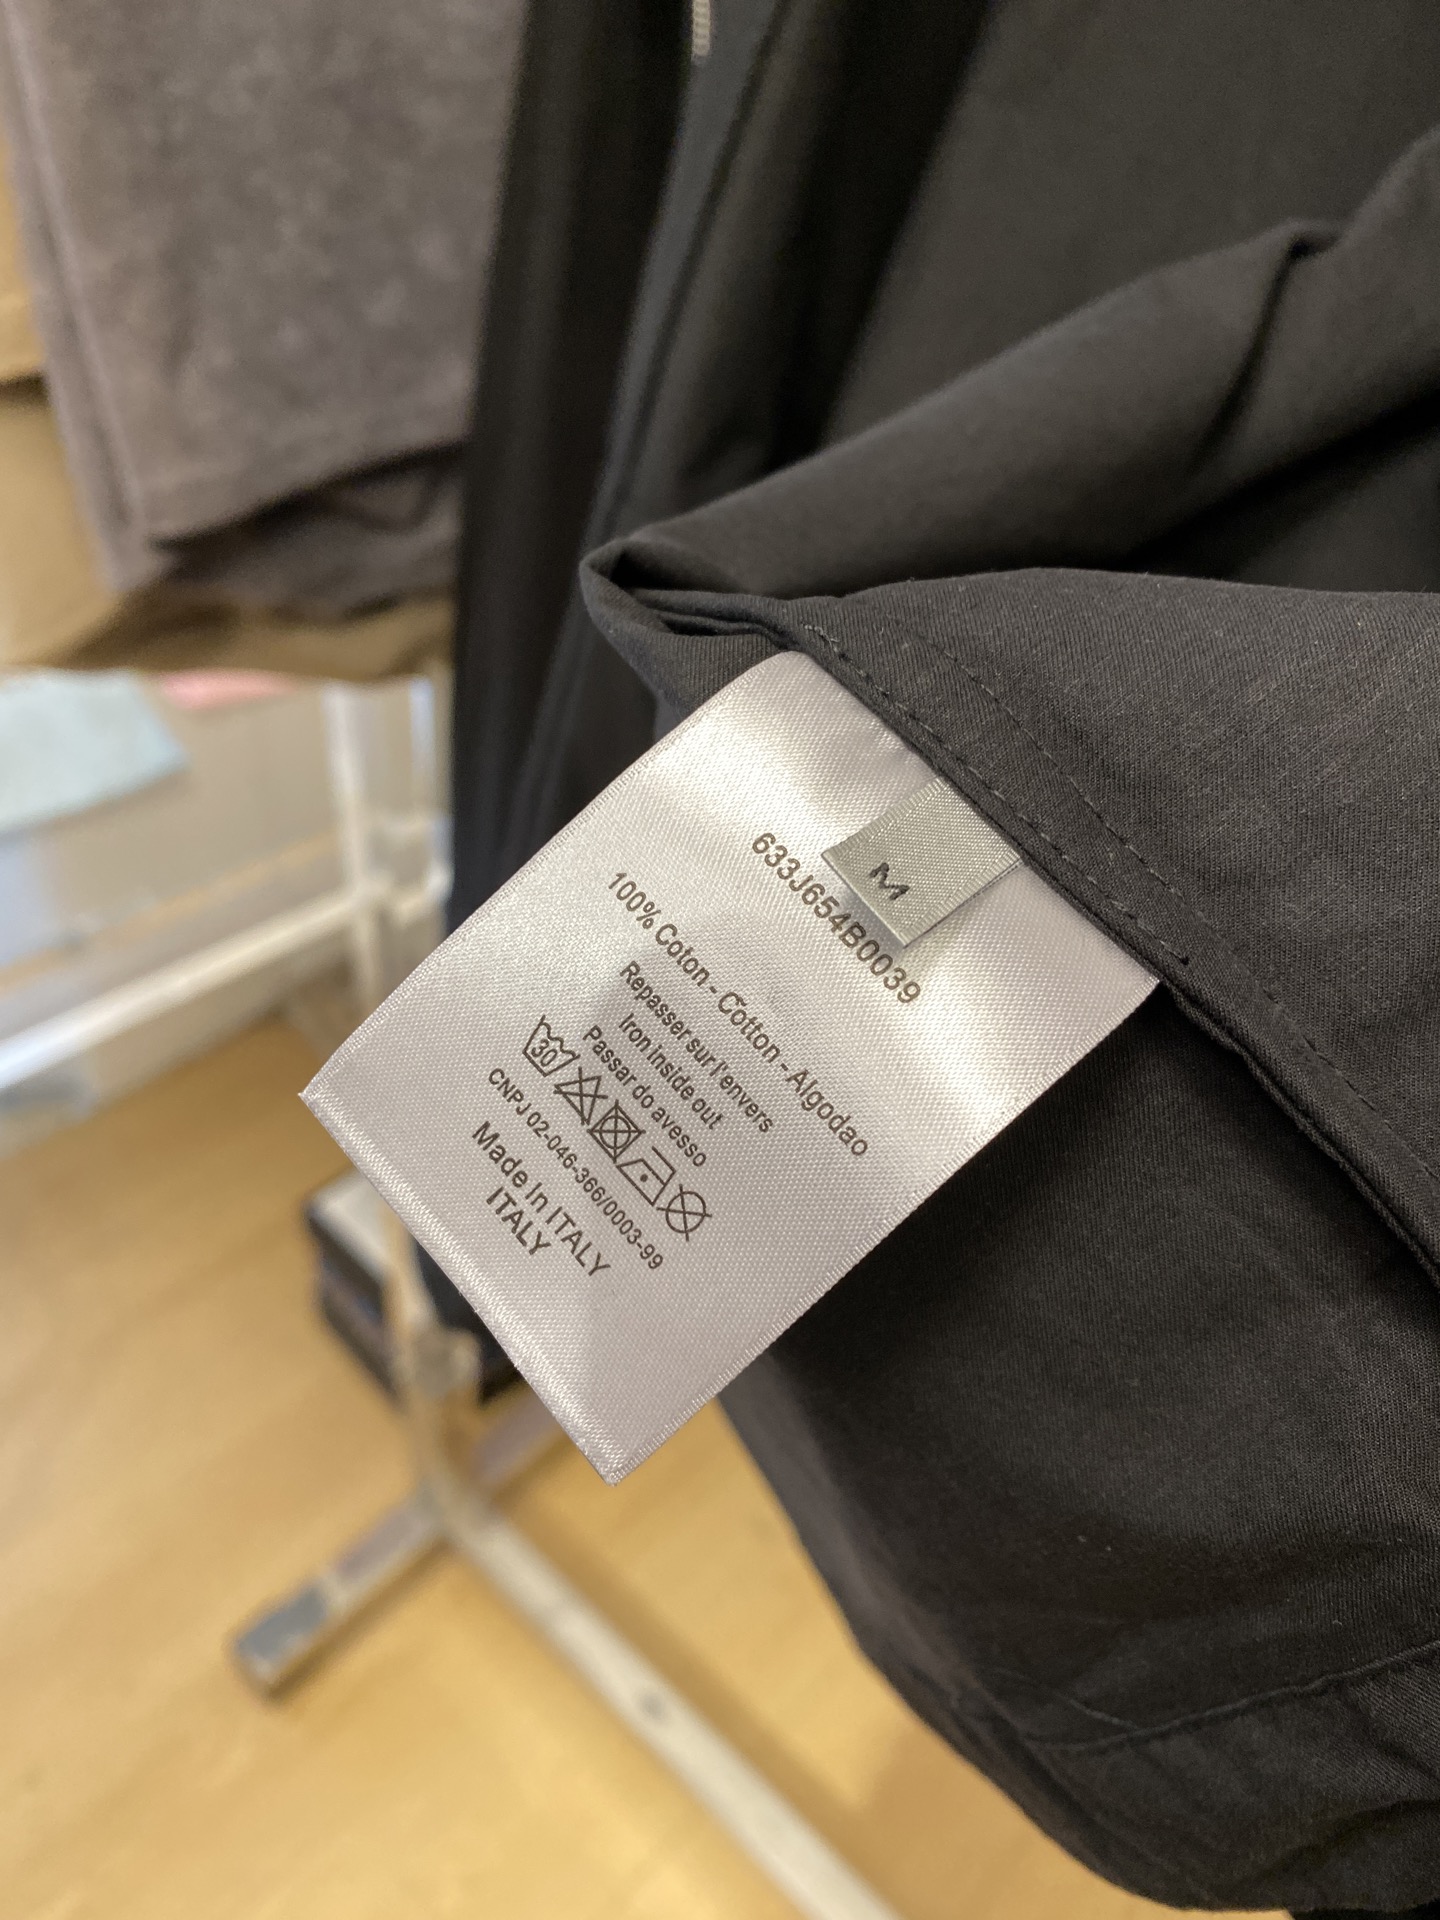 M
633J654B0039
100% Coton - Cotton - Algodao
Repasser sur l'envers
Iron inside out
Passar do avesso
30
CNPJ 02-046-366/0003-99
Made In ITALY
ITALY